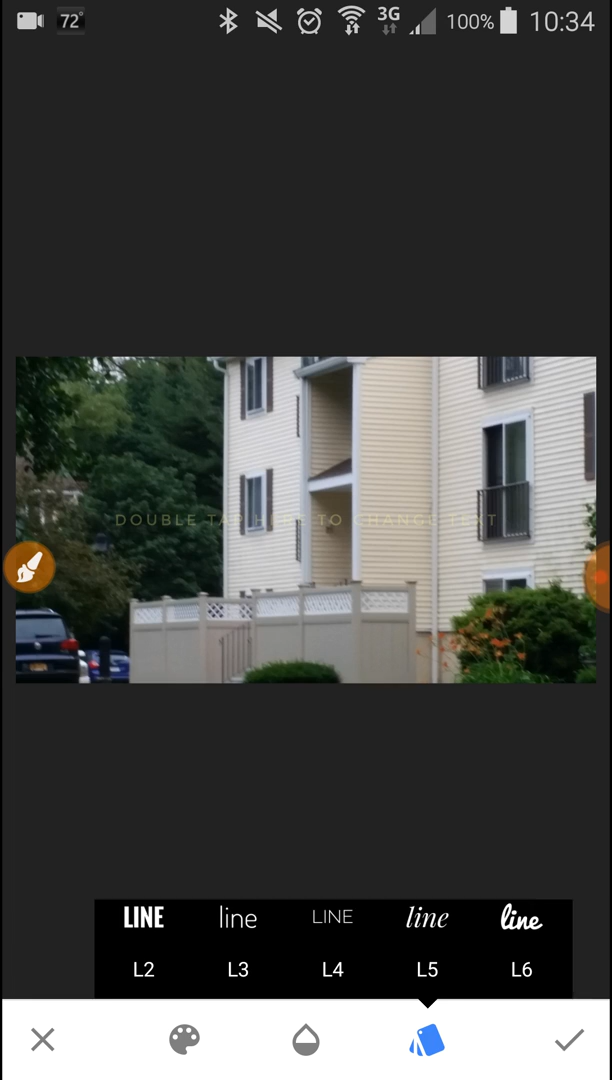 72°
3G
100%
10:34
DOUBLE TAP HERE TO CHANGE TEXT
LINE line LINE line line
L2 L3 L4 L5 L6